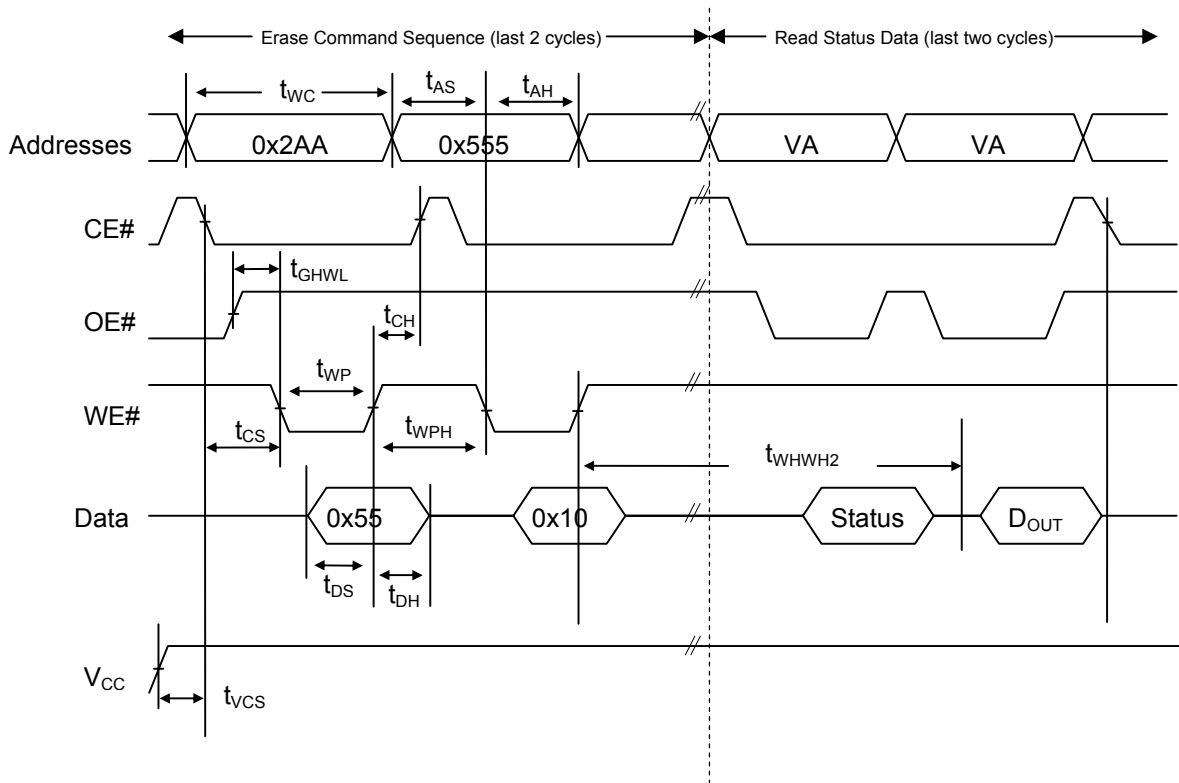 Erase Command Sequence (last 2 cycles)
Read Status Data (last two cycles)
tWC
tAS
tAH
Addresses
0x2AA
0x555
VA
VA
CE#
tGHWL
OE#
tCH
tWP
WE#
tCS
tWPH
tWHWH2
Data
0x55
0x10
Status
DOUT
tDS
tDH
VCC
tVCS